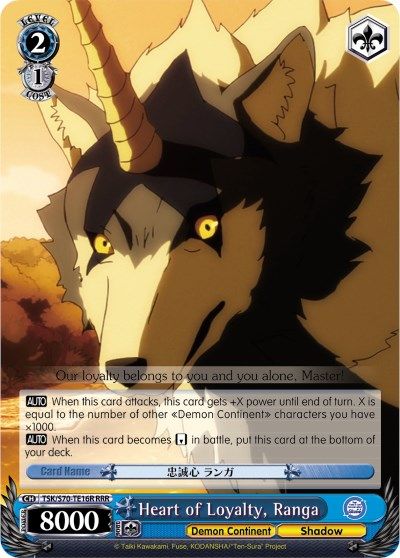 LEVEL
2
1
COST
Our loyalty belongs to you and you alone, Master!
AUTO When this card attacks, this card gets +X power until end of turn. X is
equal to the number of other «Demon Continent» characters you have
×1000.
AUTO When this card becomes in battle, put this card at the bottom of
your deck.
Card Name
忠誠心 ランガ
CH TSK/S70-TE16R RRR
Heart of Loyalty, Ranga
POWER 8000
Demon Continent
Shadow
© Taiki Kawakami, Fuse, KODANSHA/"Ten-Sura" Project